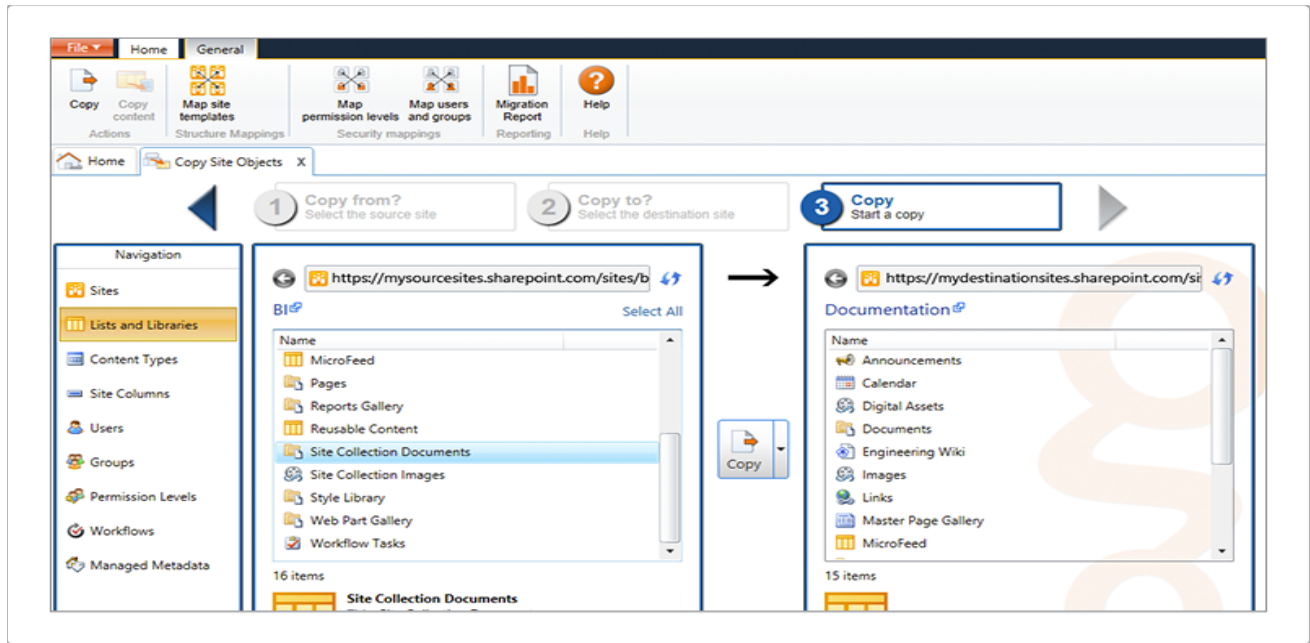 File Home General
Copy Copy content Map site templates Map permission levels Map users and groups Migration Report Help
Actions Structure Mappings Security mappings Reporting Help
Home Copy Site Objects X
1 Copy from? Select the source site
2 Copy to? Select the destination site
3 Copy Start a copy
Navigation
Sites
Lists and Libraries
Content Types
Site Columns
Users
Groups
Permission Levels
Workflows
Managed Metadata
https://mysourcesites.sharepoint.com/sites/b
BI Select All
Name
MicroFeed
Pages
Reports Gallery
Reusable Content
Site Collection Documents
Site Collection Images
Style Library
Web Part Gallery
Workflow Tasks
16 items
Site Collection Documents
Copy
https://mydestinationsites.sharepoint.com/sit
Documentation
Name
Announcements
Calendar
Digital Assets
Documents
Engineering Wiki
Images
Links
Master Page Gallery
MicroFeed
15 items